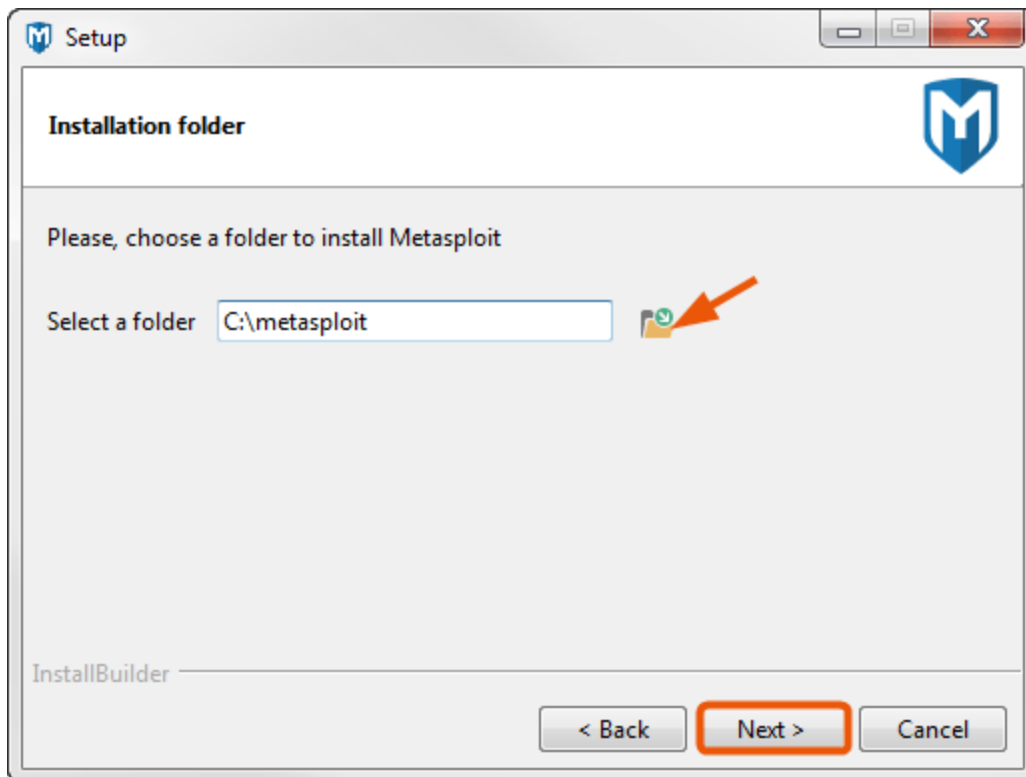 Setup
Installation folder
Please, choose a folder to install Metasploit
Select a folder C:\metasploit
InstallBuilder
< Back Next > Cancel